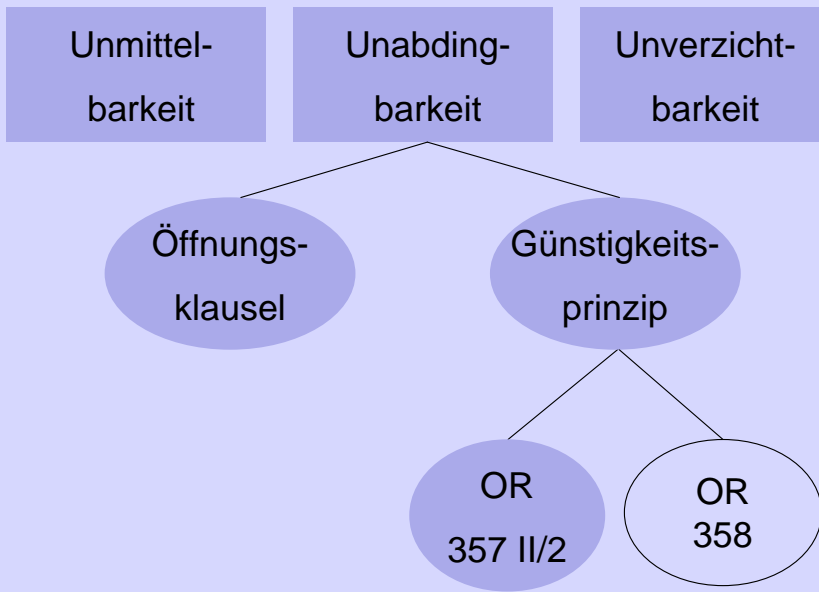 Unmittel-
barkeit
Unabding-
barkeit
Unverzicht-
barkeit
Öffnungs-
klausel
Günstigkeits-
prinzip
OR
357 II/2
OR
358